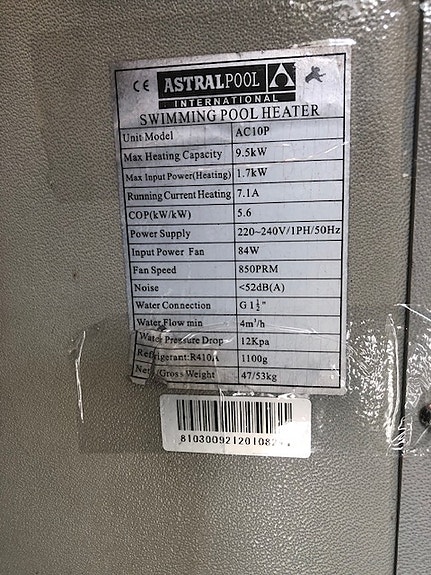 CE ASTRALPOOL
INTERNATIONAL
SWIMMING POOL HEATER
Unit Model AC10P
Max Heating Capacity 9.5kW
Max Input Power(Heating) 1.7kW
Running Current Heating 7.1A
COP(kW/kW) 5.6
Power Supply 220~240V/1PH/50Hz
Input Power Fan 84W
Fan Speed 850PRM
Noise <52dB(A)
Water Connection G 1½"
Water Flow min 4m³/h
Water Pressure Drop 12Kpa
Refrigerant:R410A 1100g
Net/Gross Weight 47/53kg